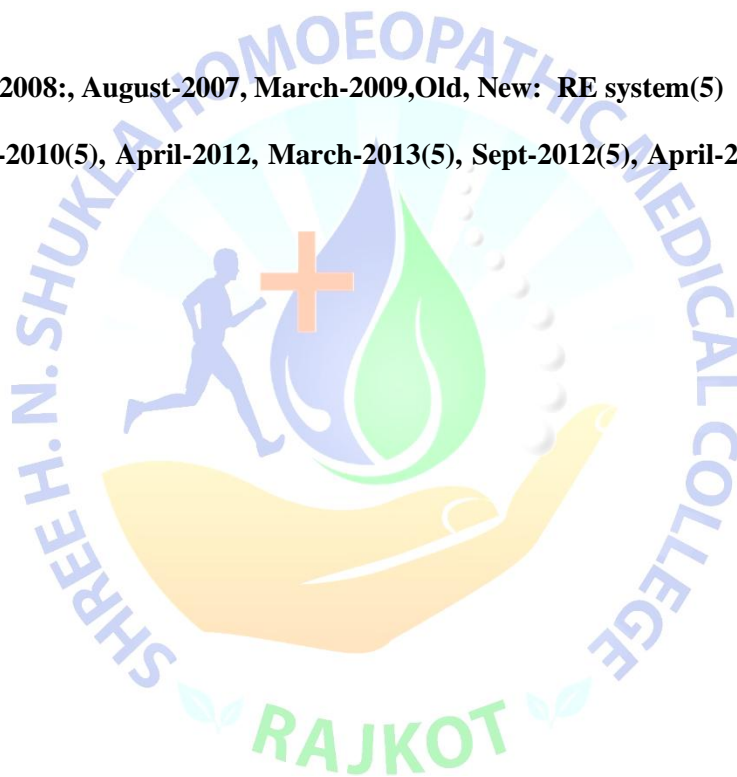 2008:, August-2007, March-2009,Old, New: RE system(5)
-2010(5), April-2012, March-2013(5), Sept-2012(5), April-2
SHREE H. N. SHUKLA HOMOEOPATHIC MEDICAL COLLEGE
RAJKOT